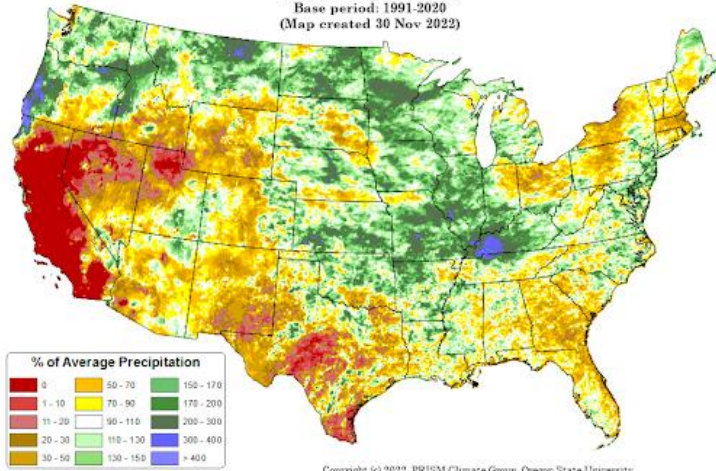 Base period: 1991-2020
(Map created 30 Nov 2022)
% of Average Precipitation
0 50 - 70 150 - 170
1 - 10 70 - 90 170 - 200
11 - 20 90 - 110 200 - 300
20 - 30 110 - 130 300 - 400
30 - 50 130 - 150 > 400
Copyright (c) 2022, PRISM Climate Group, Oregon State University